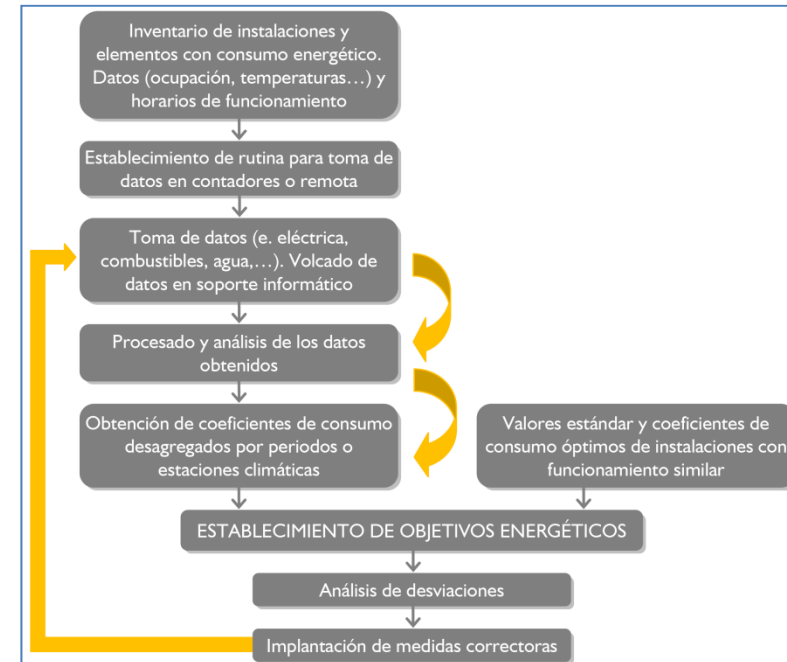 Inventario de instalaciones y
elementos con consumo energético.
Datos (ocupación, temperaturas…) y
horarios de funcionamiento
Establecimiento de rutina para toma de
datos en contadores o remota
Toma de datos (e. eléctrica,
combustibles, agua,…). Volcado de
datos en soporte informático
Procesado y análisis de los datos
obtenidos
Obtención de coeficientes de consumo
desagregados por periodos o
estaciones climáticas
Valores estándar y coeficientes de
consumo óptimos de instalaciones con
funcionamiento similar
ESTABLECIMIENTO DE OBJETIVOS ENERGÉTICOS
Análisis de desviaciones
Implantación de medidas correctoras